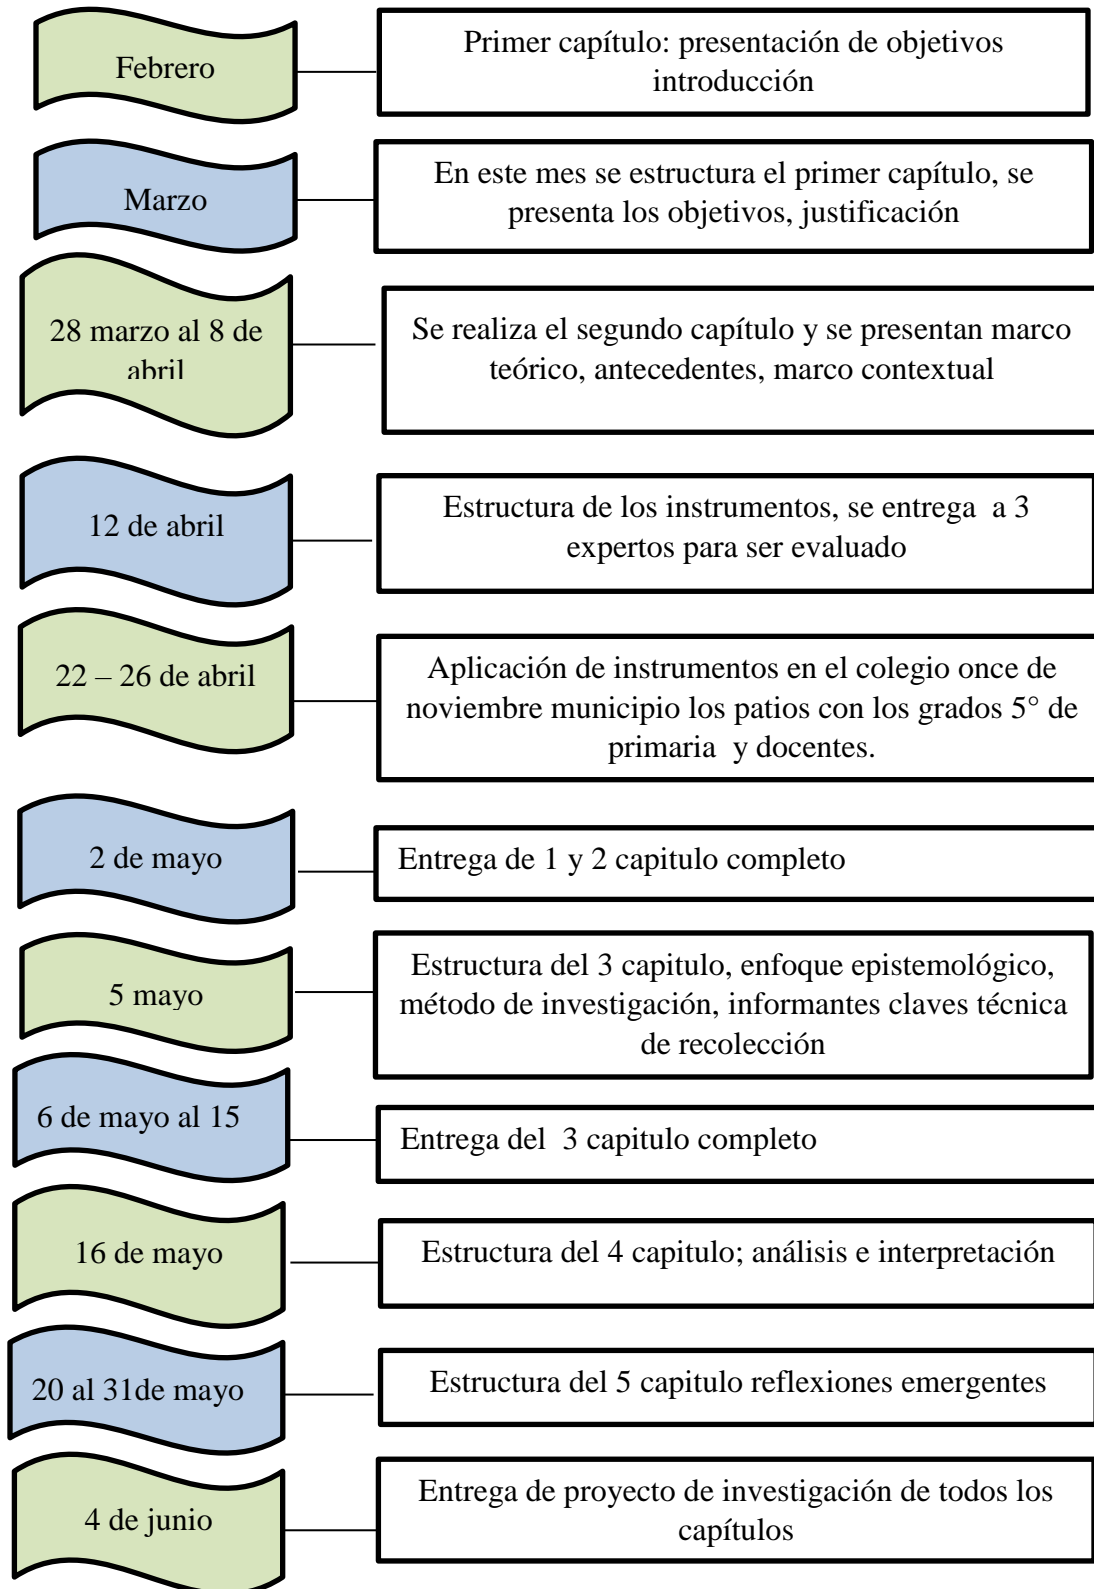 Febrero
Primer capítulo: presentación de objetivos
introducción
Marzo
En este mes se estructura el primer capítulo, se
presenta los objetivos, justificación
28 marzo al 8 de
abril
Se realiza el segundo capítulo y se presentan marco
teórico, antecedentes, marco contextual
12 de abril
Estructura de los instrumentos, se entrega  a 3
expertos para ser evaluado
22 – 26 de abril
Aplicación de instrumentos en el colegio once de
noviembre municipio los patios con los grados 5° de
primaria  y docentes.
2 de mayo
Entrega de 1 y 2 capitulo completo
5 mayo
Estructura del 3 capitulo, enfoque epistemológico,
método de investigación, informantes claves técnica
de recolección
6 de mayo al 15
Entrega del  3 capitulo completo
16 de mayo
Estructura del 4 capitulo; análisis e interpretación
20 al 31de mayo
Estructura del 5 capitulo reflexiones emergentes
4 de junio
Entrega de proyecto de investigación de todos los
capítulos